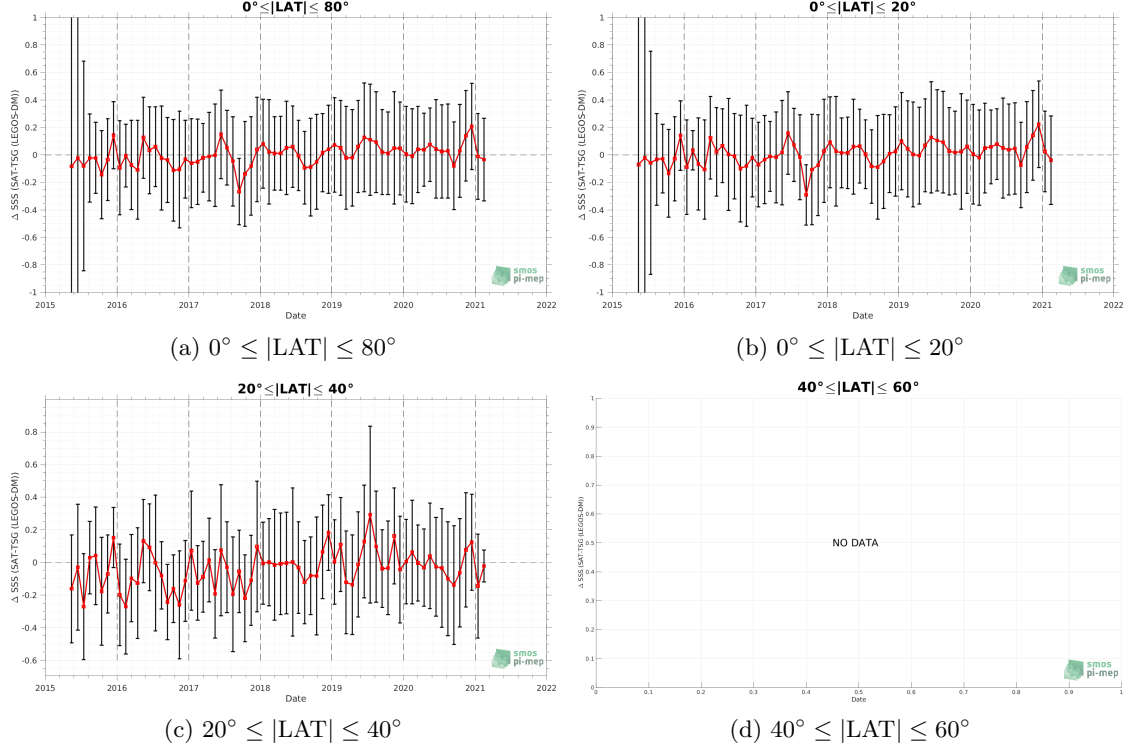 0°≤|LAT|≤ 80°
Δ SSS (SAT-TSG (LEGOS-DM))
1
0.8
0.6
0.4
0.2
0
-0.2
-0.4
-0.6
-0.8
-1
2015 2016 2017 2018 2019 2020 2021 2022
Date
smos
pi-mep
(a) 0° ≤ |LAT| ≤ 80°
0°≤|LAT|≤ 20°
Δ SSS (SAT-TSG (LEGOS-DM))
1
0.8
0.6
0.4
0.2
0
-0.2
-0.4
-0.6
-0.8
-1
2015 2016 2017 2018 2019 2020 2021 2022
Date
smos
pi-mep
(b) 0° ≤ |LAT| ≤ 20°
20°≤|LAT|≤ 40°
Δ SSS (SAT-TSG (LEGOS-DM))
0.8
0.6
0.4
0.2
0
-0.2
-0.4
-0.6
2015 2016 2017 2018 2019 2020 2021 2022
Date
smos
pi-mep
(c) 20° ≤ |LAT| ≤ 40°
40°≤|LAT|≤ 60°
Δ SSS (SAT-TSG (LEGOS-DM))
1
0.9
0.8
0.7
0.6
0.5
0.4
0.3
0.2
0.1
0
NO DATA
0 0.1 0.2 0.3 0.4 0.5 0.6 0.7 0.8 0.9 1
Date
smos
pi-mep
(d) 40° ≤ |LAT| ≤ 60°